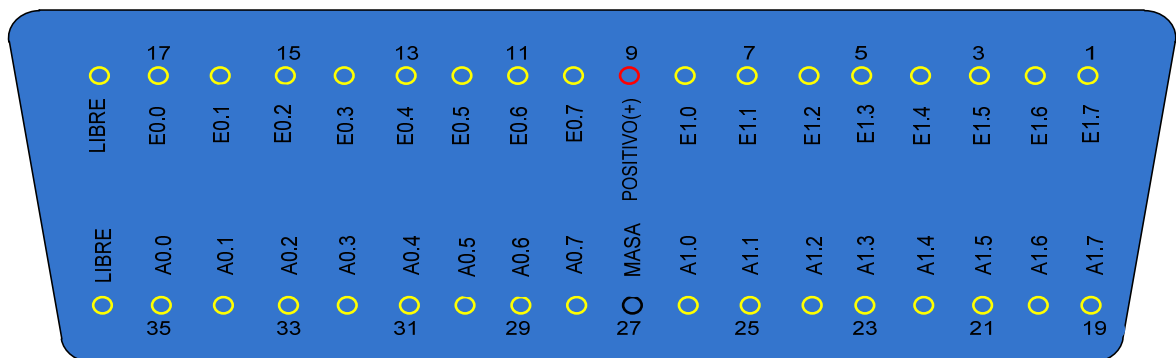 17 15 13 11 9 7 5 3 1
LIBRE E0.0 E0.1 E0.2 E0.3 E0.4 E0.5 E0.6 E0.7 POSITIVO(+) E1.0 E1.1 E1.2 E1.3 E1.4 E1.5 E1.6 E1.7
LIBRE A0.0 A0.1 A0.2 A0.3 A0.4 A0.5 A0.6 A0.7 MASA A1.0 A1.1 A1.2 A1.3 A1.4 A1.5 A1.6 A1.7
35 33 31 29 27 25 23 21 19